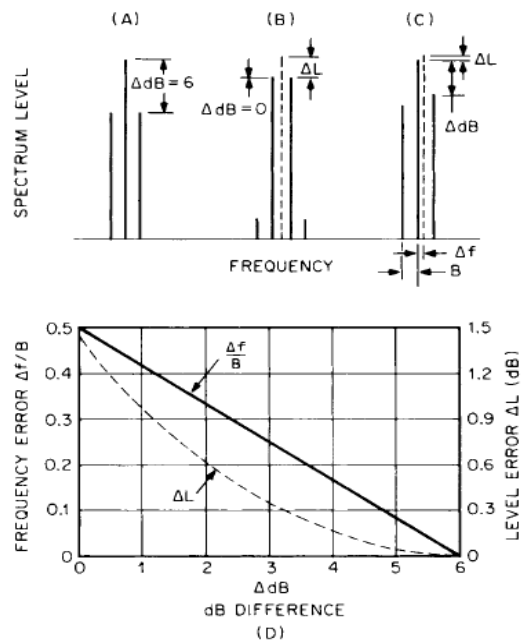 (A)
(B)
(C)
SPECTRUM LEVEL
ΔdB=6
ΔdB=0
ΔL
ΔL
ΔdB
Δf
B
FREQUENCY
FREQUENCY ERROR Δf/B
0.5
0.4
0.3
0.2
0.1
0
Δf
B
ΔL
1.5
1.2
0.9
0.6
0.3
0
LEVEL ERROR ΔL (dB)
0 1 2 3 4 5 6
ΔdB
dB DIFFERENCE
(D)